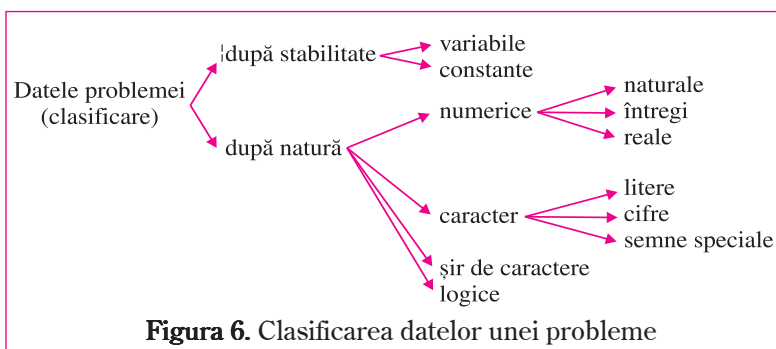 Datele problemei
(clasificare)
după stabilitate
variabile
constante
după natură
numerice
naturale
întregi
reale
caracter
litere
cifre
semne speciale
șir de caractere
logice
Figura 6. Clasificarea datelor unei probleme